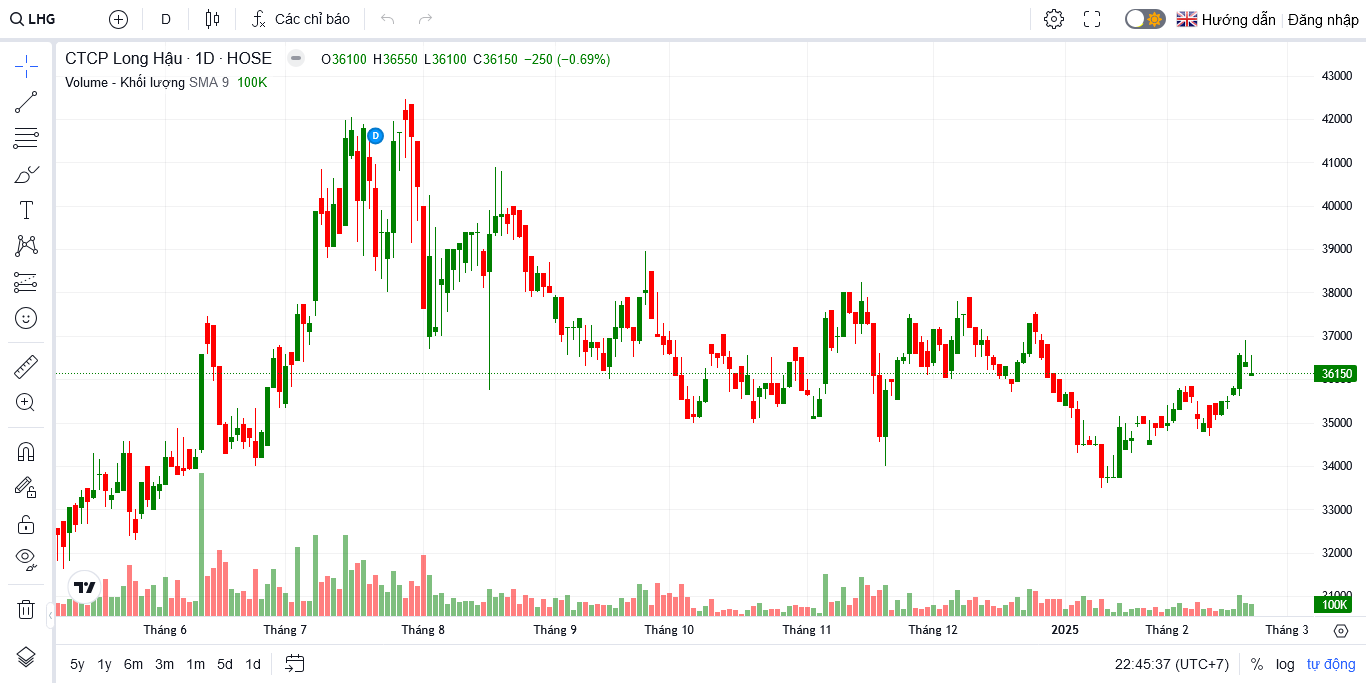 LHG D Các chỉ báo Hướng dẫn Đăng nhập
CTCP Long Hậu · 1D · HOSE O36100 H36550 L36100 C36150 −250 (−0.69%)
Volume - Khối lượng SMA 9 100K
D
43000
42000
41000
40000
39000
38000
37000
36150
35000
34000
33000
32000
31000
100K
Tháng 6 Tháng 7 Tháng 8 Tháng 9 Tháng 10 Tháng 11 Tháng 12 2025 Tháng 2 Tháng 3
5y 1y 6m 3m 1m 5d 1d 22:45:37 (UTC+7) % log tự động